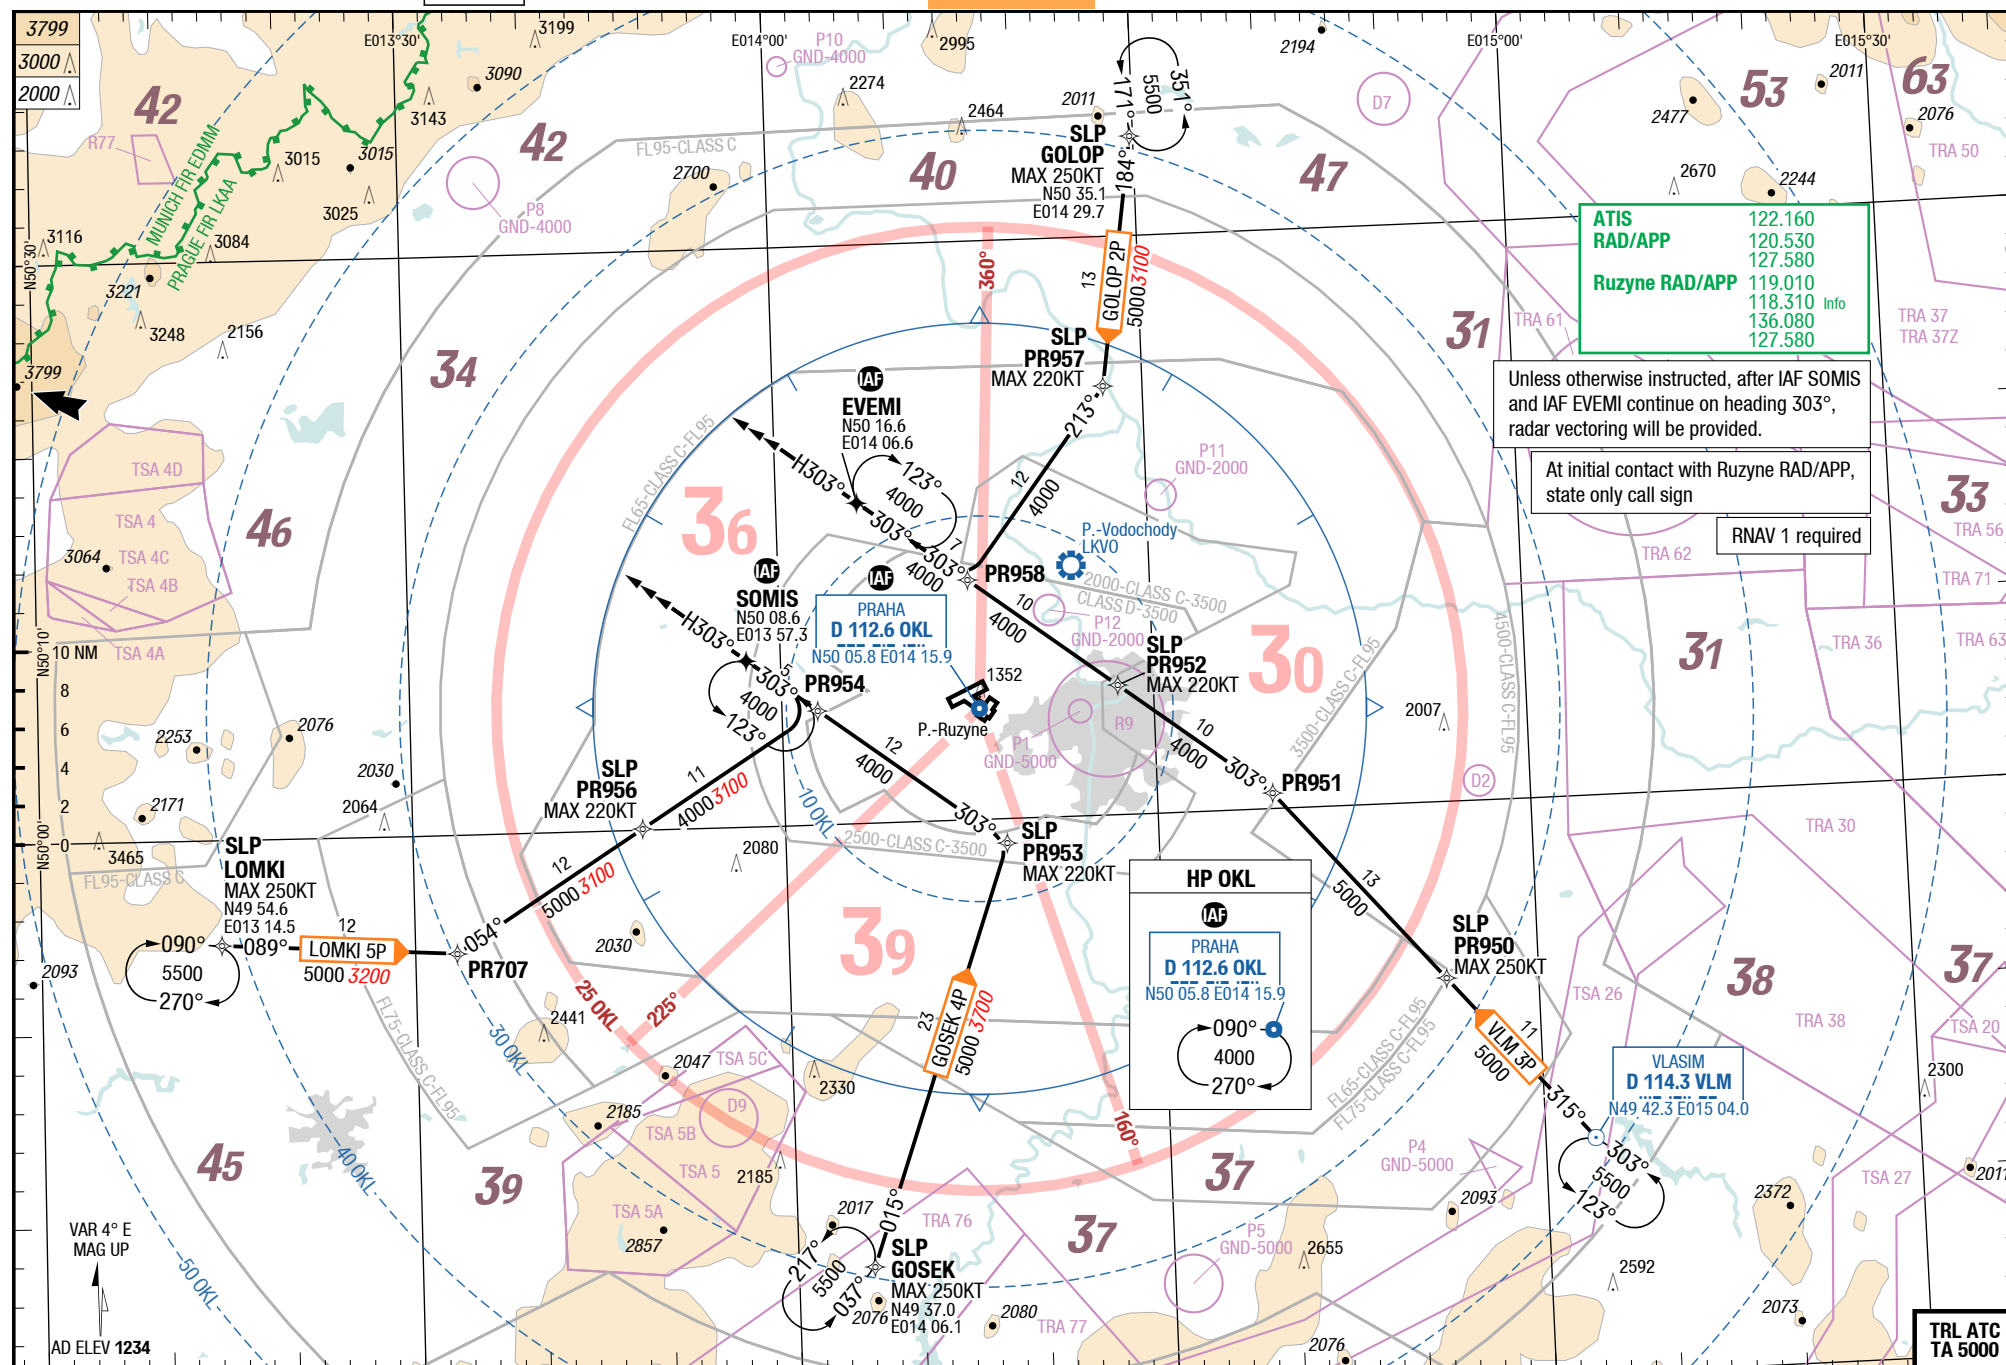 3799
3000
2000
E013°30'
3199
3090
3143
42
R77
3015
3015
3025
MUNICH FIR EDMM
PRAGUE FIR LKAA
3116
3084
3221
3248
2156
3799
N50°30'
E014°00'
P10
GND-4000
2995
2194
E015°00'
E015°30'
2274
2464
2011
42
FL95-CLASS C
2700
P8
GND-4000
40
171°
5500
351°
SLP
GOLOP
MAX 250KT
N50 35.1
E014 29.7
184°
47
D7
53
2011
63
2477
2076
TRA 50
2670
2244
ATIS 122.160
RAD/APP 120.530
127.580
Ruzyne RAD/APP 119.010
118.310 Info
136.080
127.580
TRA 61
TRA 37
TRA 37Z
31
Unless otherwise instructed, after IAF SOMIS
and IAF EVEMI continue on heading 303°,
radar vectoring will be provided.
At initial contact with Ruzyne RAD/APP,
state only call sign
RNAV 1 required
33
TRA 56
TRA 62
TRA 71
TRA 36
TRA 63
31
360°
13
GOLOP 2P
5000 3100
SLP
PR957
MAX 220KT
213°
12
4000
P11
GND-2000
34
IAF
EVEMI
N50 16.6
E014 06.6
FL65-CLASS C-FL95
H303°
123°
4000
303°
7
303°
4000
PR958
36
P.-Vodochody
LKVO
2000-CLASS C-3500
CLASS D-3500
10
4000
P12
GND-2000
SLP
PR952
MAX 220KT
30
TSA 4D
TSA 4
TSA 4C
TSA 4B
TSA 4A
3064
46
N50°10'
10 NM
8
6
4
2
0
N50°00'
IAF
SOMIS
N50 08.6
E013 57.3
H303°
5
303°
4000
123°
PR954
IAF
PRAHA
D 112.6 OKL
N50 05.8 E014 15.9
1352
P.-Ruzyne
P1
GND-5000
R9
10
4000
303°
PR951
3500-CLASS C-FL95
4500-CLASS C-FL95
2007
D2
TRA 30
37
2076
2253
2030
2064
2171
3465
FL95-CLASS C
SLP
LOMKI
MAX 250KT
N49 54.6
E013 14.5
090°
5500
270°
089°
12
LOMKI 5P
5000 3200
2093
PR707
054°
12
5000 3100
SLP
PR956
MAX 220KT
11
4000 3100
12
4000
303°
10 OKL
2500-CLASS C-3500
2080
SLP
PR953
MAX 220KT
2030
39
25 OKL
225°
30 OKL
FL75-CLASS C-FL95
2441
2047
TSA 5C
2330
23
GOSEK 4P
5000 3700
HP OKL
IAF
PRAHA
D 112.6 OKL
N50 05.8 E014 15.9
090°
4000
270°
13
5000
SLP
PR950
MAX 250KT
FL65-CLASS C-FL95
FL75-CLASS C-FL95
TSA 26
38
TRA 38
37
TSA 20
2300
11
VLM 3P
5000
315°
VLASIM
D 114.3 VLM
N49 42.3 E015 04.0
303°
5500
123°
160°
P4
GND-5000
2093
TSA 27
2372
2011
37
2185
D9
TSA 5B
TSA 5
TSA 5A
2857
2185
2017
45
40 OKL
39
50 OKL
VAR 4° E
MAG UP
AD ELEV 1234
015°
217°
5500
037°
SLP
GOSEK
MAX 250KT
N49 37.0
E014 06.1
2076
TRA 76
TRA 77
2080
37
P5
GND-5000
2655
2592
2076
2073
TRL ATC
TA 5000